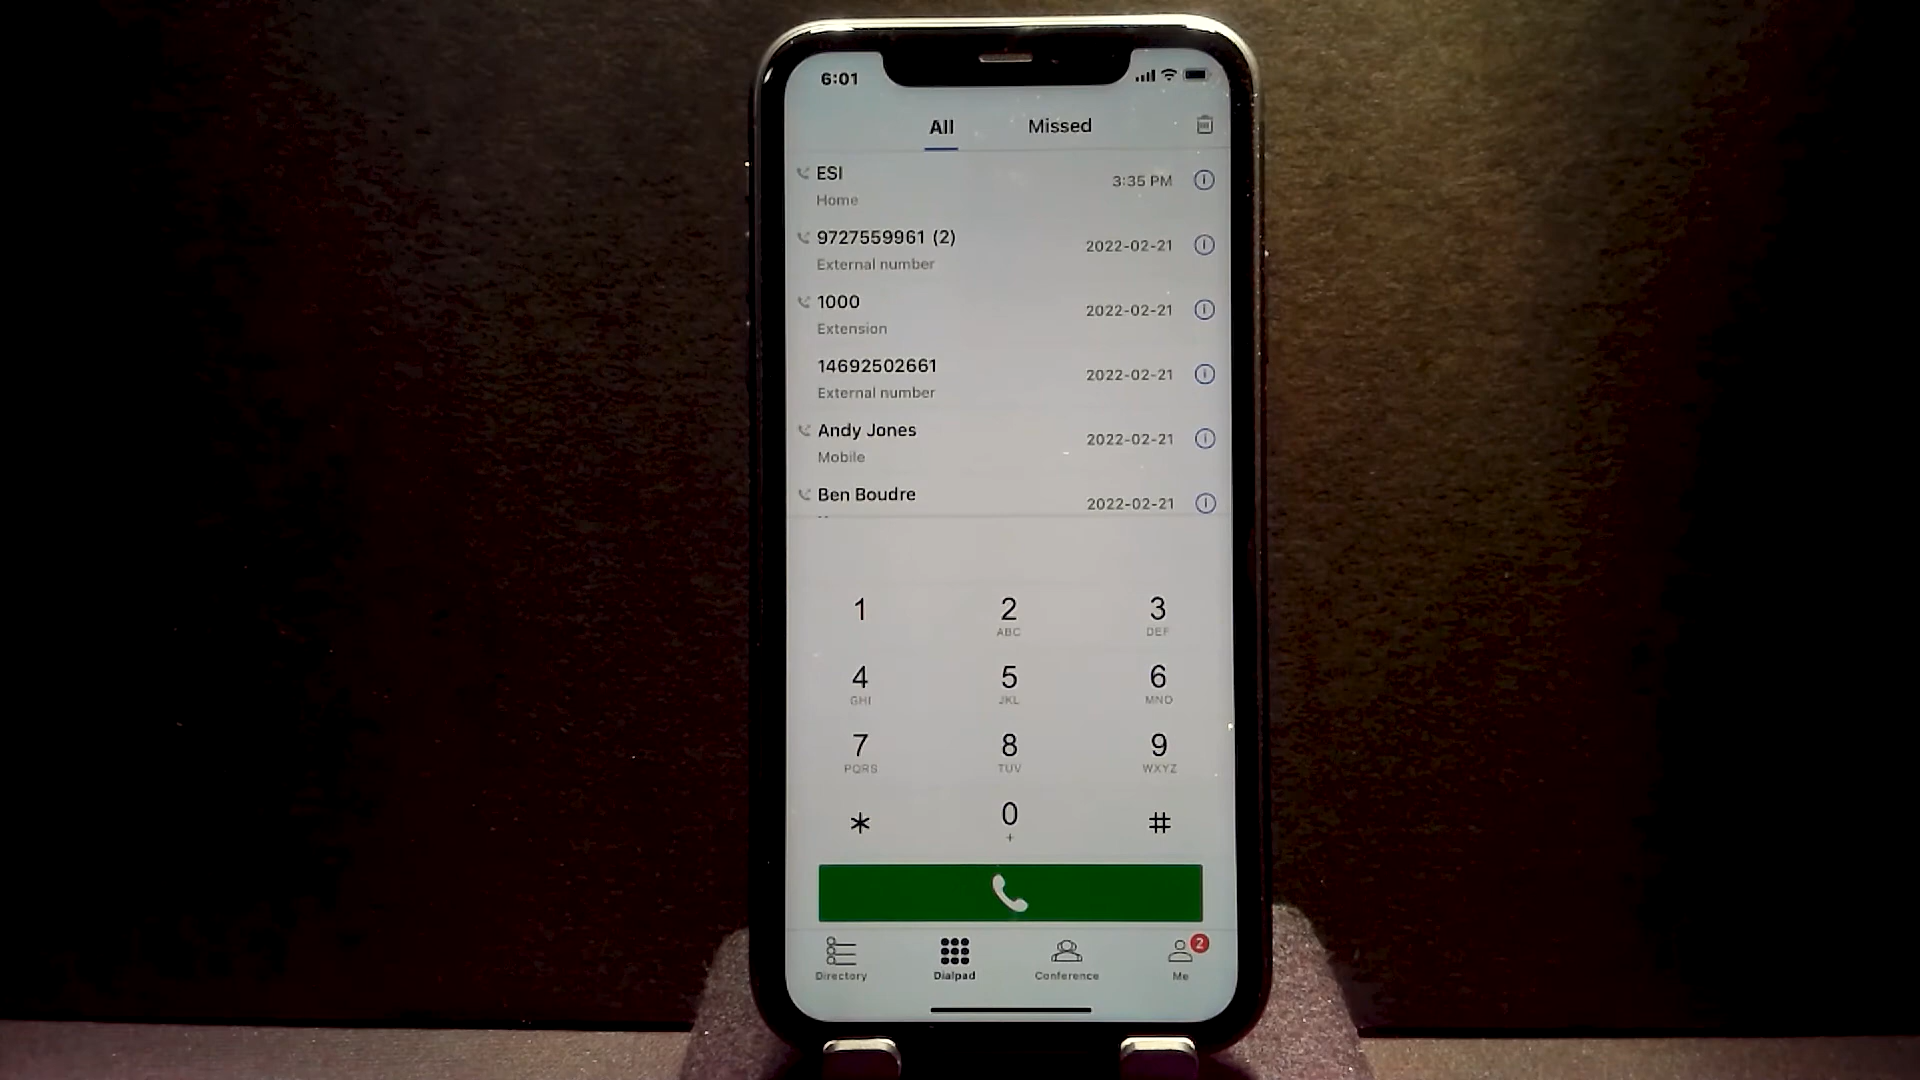 6:01
All
Missed
ESI
3:35 PM
Home
9727559961 (2)
2022-02-21
External number
1000
2022-02-21
Extension
14692502661
2022-02-21
External number
Andy Jones
2022-02-21
Mobile
Ben Boudre
2022-02-21
1
2
3
ABC
DEF
4
5
6
GHI
JKL
MNO
7
8
9
PQRS
TUV
WXYZ
*
0
#
+
2
Directory
Dialpad
Conference
Me